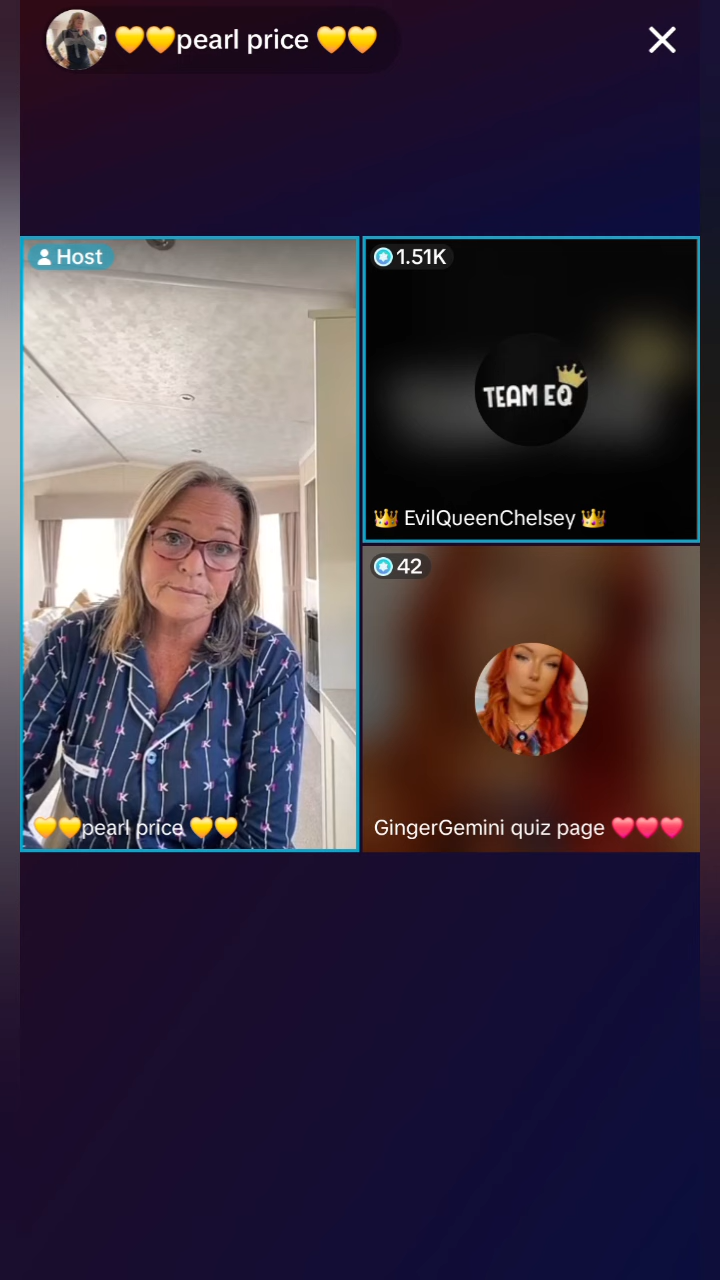 💛💛pearl price 💛💛
Host
💛💛pearl price 💛💛
1.51K
TEAM EQ
👑 EvilQueenChelsey 👑
42
GingerGemini quiz page 💗💗💗